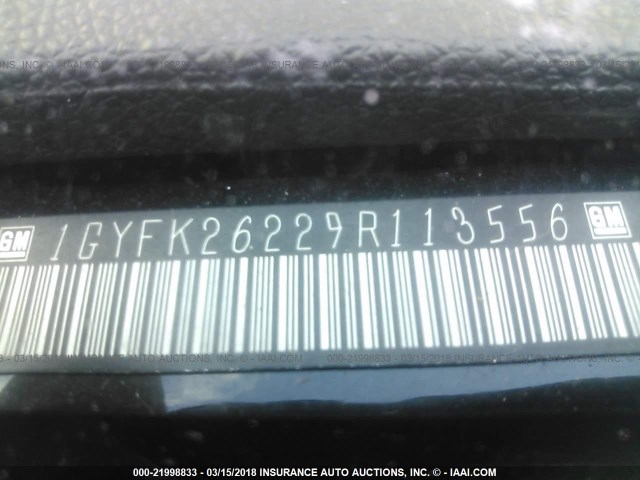 GM 1GYFK26229R113556 GM
000-21998833 - 03/15/2018 INSURANCE AUTO AUCTIONS, INC. - © - IAAI.COM